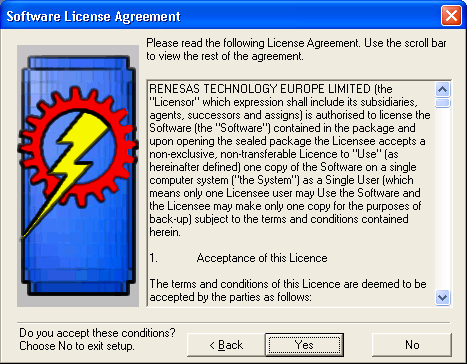 Software License Agreement
Please read the following License Agreement. Use the scroll bar
to view the rest of the agreement.
RENESAS TECHNOLOGY EUROPE LIMITED (the
"Licensor" which expression shall include its subsidiaries,
agents, successors and assigns) is authorised to license the
Software (the "Software") contained in the package and
upon opening the sealed package the Licensee accepts a
non-exclusive, non-transferable Licence to "Use" (as
hereinafter defined) one copy of the Software on a single
computer system ("the System") as a Single User (which
means only one Licensee user may Use the Software and
the Licensee may make only one copy for the purposes of
back-up) subject to the terms and conditions contained
herein.
1. Acceptance of this Licence
The terms and conditions of this Licence are deemed to be
accepted by the parties as follows:
Do you accept these conditions?
Choose No to exit setup.
< Back
Yes
No